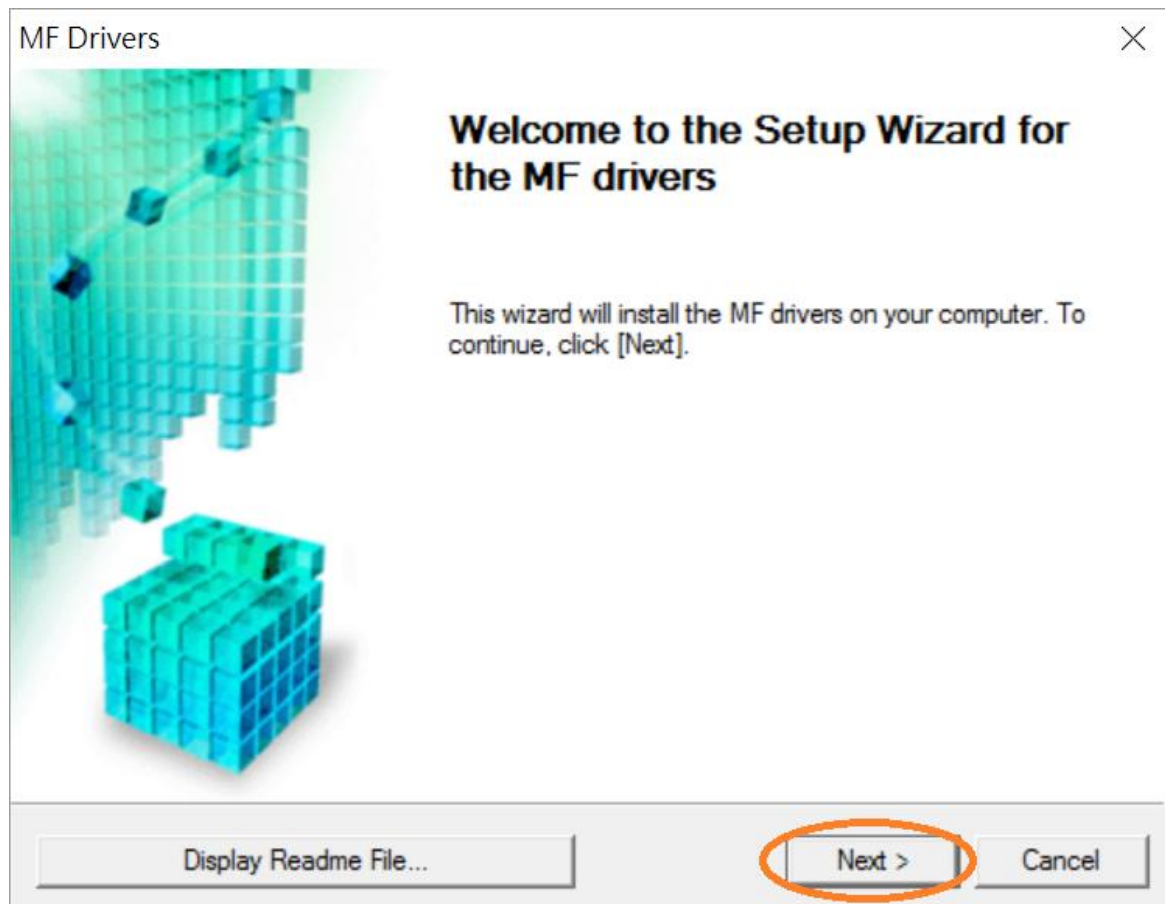 MF Drivers
Welcome to the Setup Wizard for
the MF drivers
This wizard will install the MF drivers on your computer. To
continue, click [Next].
Display Readme File...
Next >
Cancel